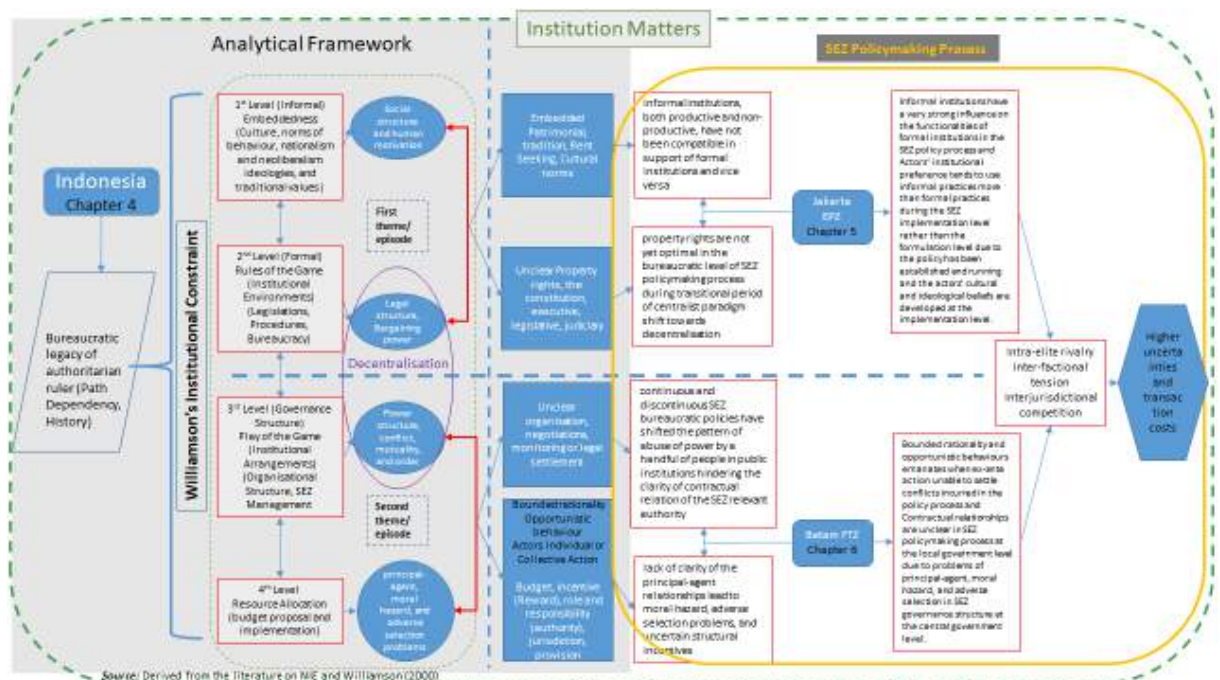 Institution Matters
Analytical Framework
SEZ Policymaking Process
Indonesia
Chapter 4
Bureaucratic
legacy of
authoritarian
ruler (Path
Dependency,
History)
Williamson's Institutional Constraint
1st Level (Informal)
Embeddedness
(Culture, norms of
behaviour, nationalism
and neoliberalism
ideologies, and
traditional values)
2nd Level (Formal)
Rules of the Game
(Institutional
Environments)
(Legislations,
Procedures,
Bureaucracy)
3rd Level (Governance
Structure)
Play of the Game
(Institutional
Arrangements)
(Organisational
Structure, SEZ
Management
4th Level
Resource Allocation
(budget proposal and
implementation)
Social
structure
and human
motivation
First
theme/
episode
Legal
structure, Bargaining
power
Decentralisation
Power
structure, conflict,
mutuality, and order
Second
theme/
episode
principal-
agent,
moral
hazard, and
adverse
selection
problems
Embedded
Patrimonial,
tradition, Rent
Seeking, Cultural
norms
Unclear Property
rights, the
constitution,
executive,
legislative, judiciary
Unclear
organisation,
negotiations,
monitoring or legal
settlement
Bounded rationality
Opportunistic
behaviour
Actors Individual or
Collective Action
Budget, incentive
(Reward), role and
responsibility
(authority),
jurisdiction,
provision
informal institutions,
both productive and non-
productive, have not
been compatible in
support of formal
institutions and vice
versa
property rights are not
yet optimal in the
bureaucratic level of SEZ
policymaking process
during transitional period
of centralist paradigm
shift towards
decentralisation
continuous and
discontinuous SEZ
bureaucratic policies have
shifted the pattern of
abuse of power by a
handful of people in public
institutions hindering the
clarity of contractual
relation of the SEZ relevant
authority
lack of clarity of the
principal-agent
relationships lead to
moral hazard, adverse
selection problems, and
uncertain structural
incentives
Jakarta
EPZ
Chapter 5
Batam FTZ
Chapter 6
Informal institutions have
a very strong influence on
the functionalities of
formal institutions in the
SEZ policy process and
Actors' institutional
preference tends to use
informal practices more
than formal practices
during the SEZ
implementation level
rather than the
formulation level due to
the policy has been
established and running
and the actors' cultural
and ideological beliefs are
developed at the
implementation level.
Bounded rationality and
opportunistic behaviours
emanates when ex-ante
action unable to settle
conflicts incurred in the
policy process and
Contractual relationships
are unclear in SEZ
policymaking process at
the local government level
due to problems of
principal-agent, moral
hazard, and adverse
selection in SEZ
governance structure at
the central government
level.
Intra-elite rivalry
Inter-factional
tension
Interjurisdictional
competition
Higher
uncerta
inties
and
transac
tion
costs
Source: Derived from the literature on NIE and Williamson (2000)